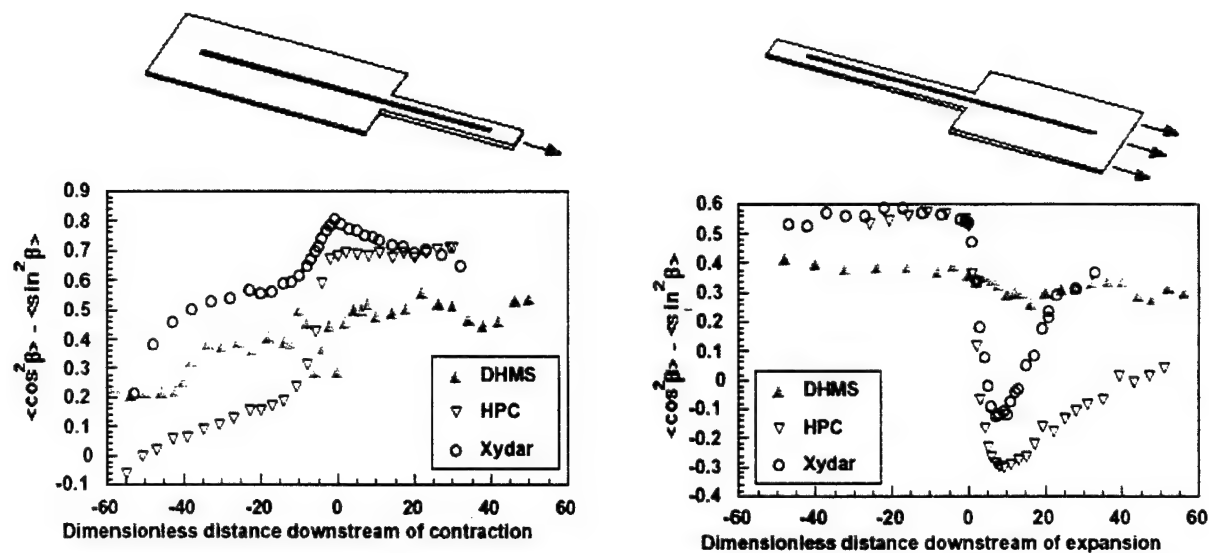 0.9
0.8
0.7
0.6
0.5
0.4
0.3
0.2
0.1
0
-0.1
<cos²β> - <sin²β>
DHMS
HPC
Xydar
-60 -40 -20 0 20 40 60
Dimensionless distance downstream of contraction
0.6
0.5
0.4
0.3
0.2
0.1
0
-0.1
-0.2
-0.3
-0.4
<cos²β> - <sin²β>
DHMS
HPC
Xydar
-60 -40 -20 0 20 40 60
Dimensionless distance downstream of expansion